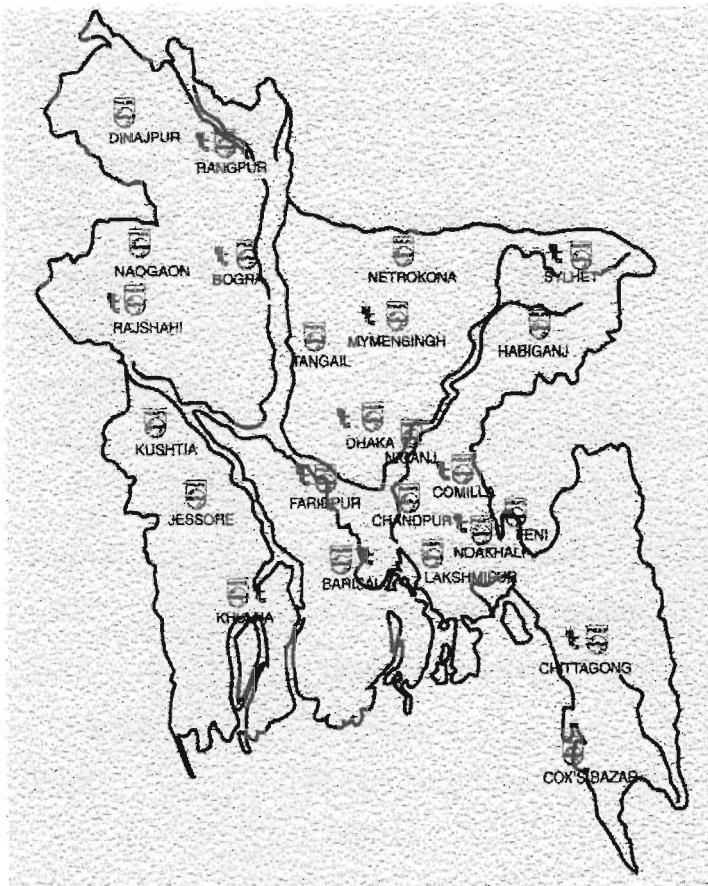 DINAJPUR
RANGPUR
NAOGAON
BOGRA
NETROKONA
SYLHET
RAJSHAHI
TANGAIL
MYMENSINGH
HABIGANJ
KUSHTIA
DHAKA
N.GANJ
FARIDPUR
COMILLA
JESSORE
CHANDPUR
NOAKHALI
FENI
BARISAL
LAKSHMIPUR
KHULNA
CHITTAGONG
COX'S BAZAR